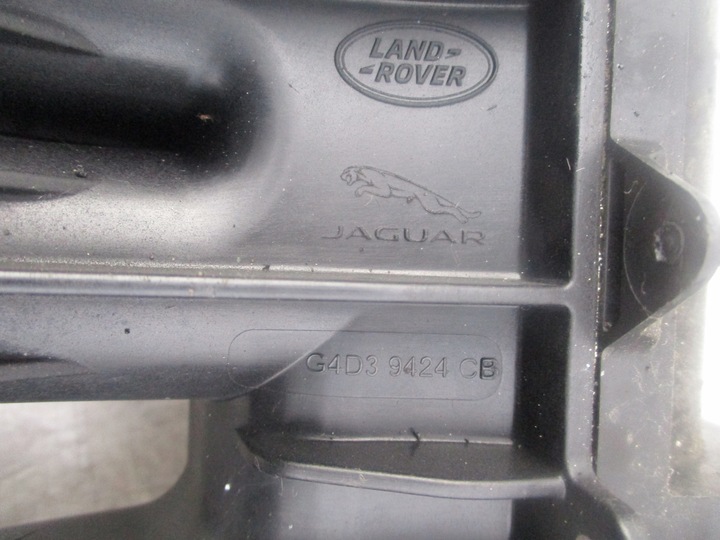 LAND-
-ROVER
JAGUAR
G4D3 9424 CB